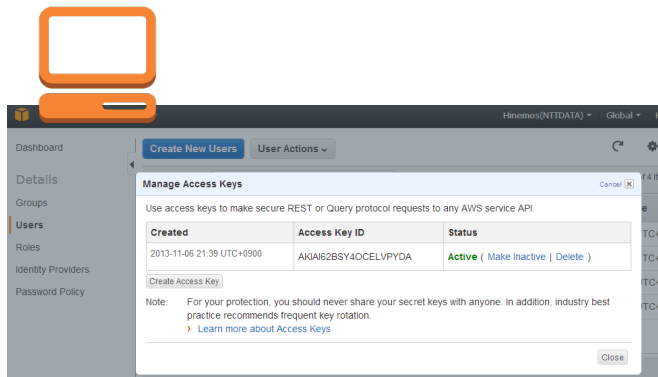 Hinemos(NTTDATA) Global
Dashboard
Create New Users User Actions
Details
Groups
Users
Roles
Identity Providers
Password Policy
Manage Access Keys Cancel
Use access keys to make secure REST or Query protocol requests to any AWS service API.
Created Access Key ID Status
2013-11-06 21:39 UTC+0900 AKIAI62BSY4OCELVPYDA Active ( Make Inactive | Delete )
Create Access Key
Note: For your protection, you should never share your secret keys with anyone. In addition, industry best
practice recommends frequent key rotation.
› Learn more about Access Keys
Close